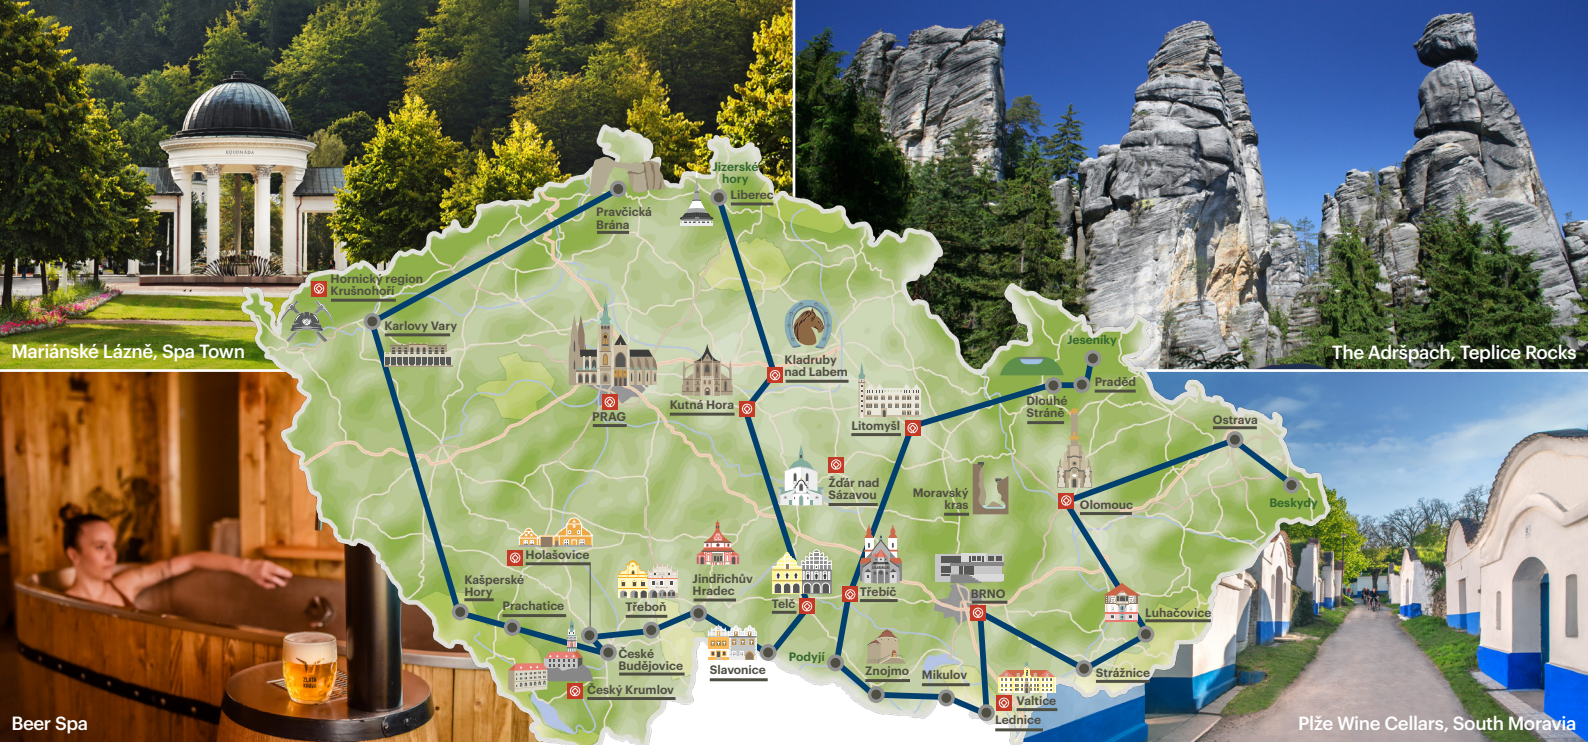 KOLONÁDA
Mariánské Lázně, Spa Town
The Adršpach, Teplice Rocks
Jizerské
hory
Liberec
Pravčická
Brána
Hornický region
Krušnohoří
Karlovy Vary
Kladruby
nad Labem
Kutná Hora
PRAG
Litomyšl
Jeseníky
Praděd
Dlouhé
Stráně
Ostrava
Beskydy
Olomouc
Žďár nad
Sázavou
Moravský
kras
Holašovice
Kašperské
Hory
Prachatice
Třeboň
Jindřichův
Hradec
Telč
Třebíč
BRNO
Luhačovice
České
Budějovice
Slavonice
Podyjí
Znojmo
Mikulov
Strážnice
Český Krumlov
Valtice
Lednice
ZLATÁ
KRÁVA
Beer Spa
Plže Wine Cellars, South Moravia